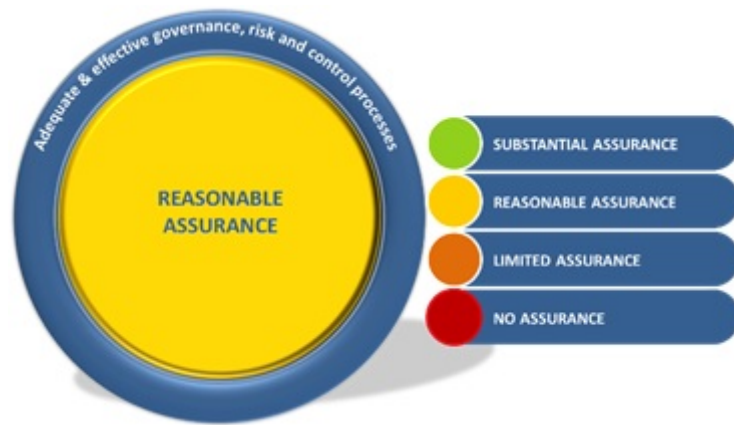 Adequate & effective governance, risk and control processes
REASONABLE
ASSURANCE
SUBSTANTIAL ASSURANCE
REASONABLE ASSURANCE
LIMITED ASSURANCE
NO ASSURANCE